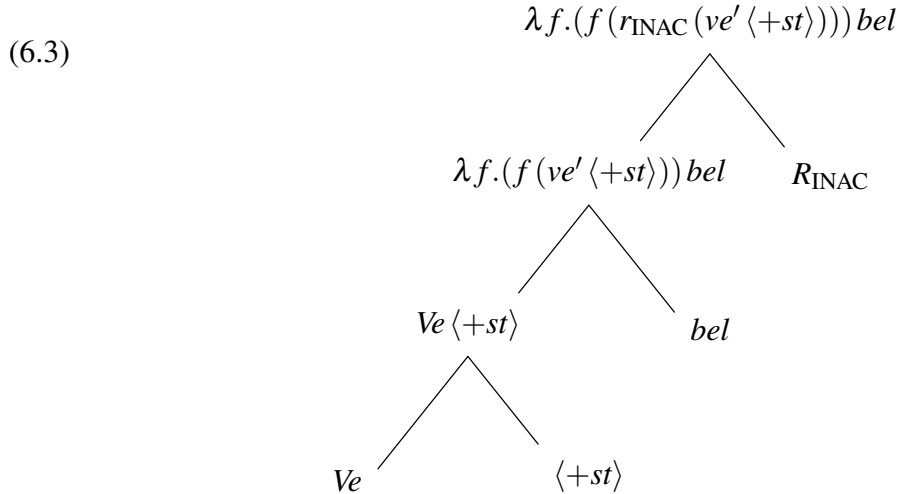 λf.(f(r_INAC(ve′⟨+st⟩)))bel
(6.3)
λf.(f(ve′⟨+st⟩))bel
R_INAC
Ve⟨+st⟩
bel
Ve
⟨+st⟩